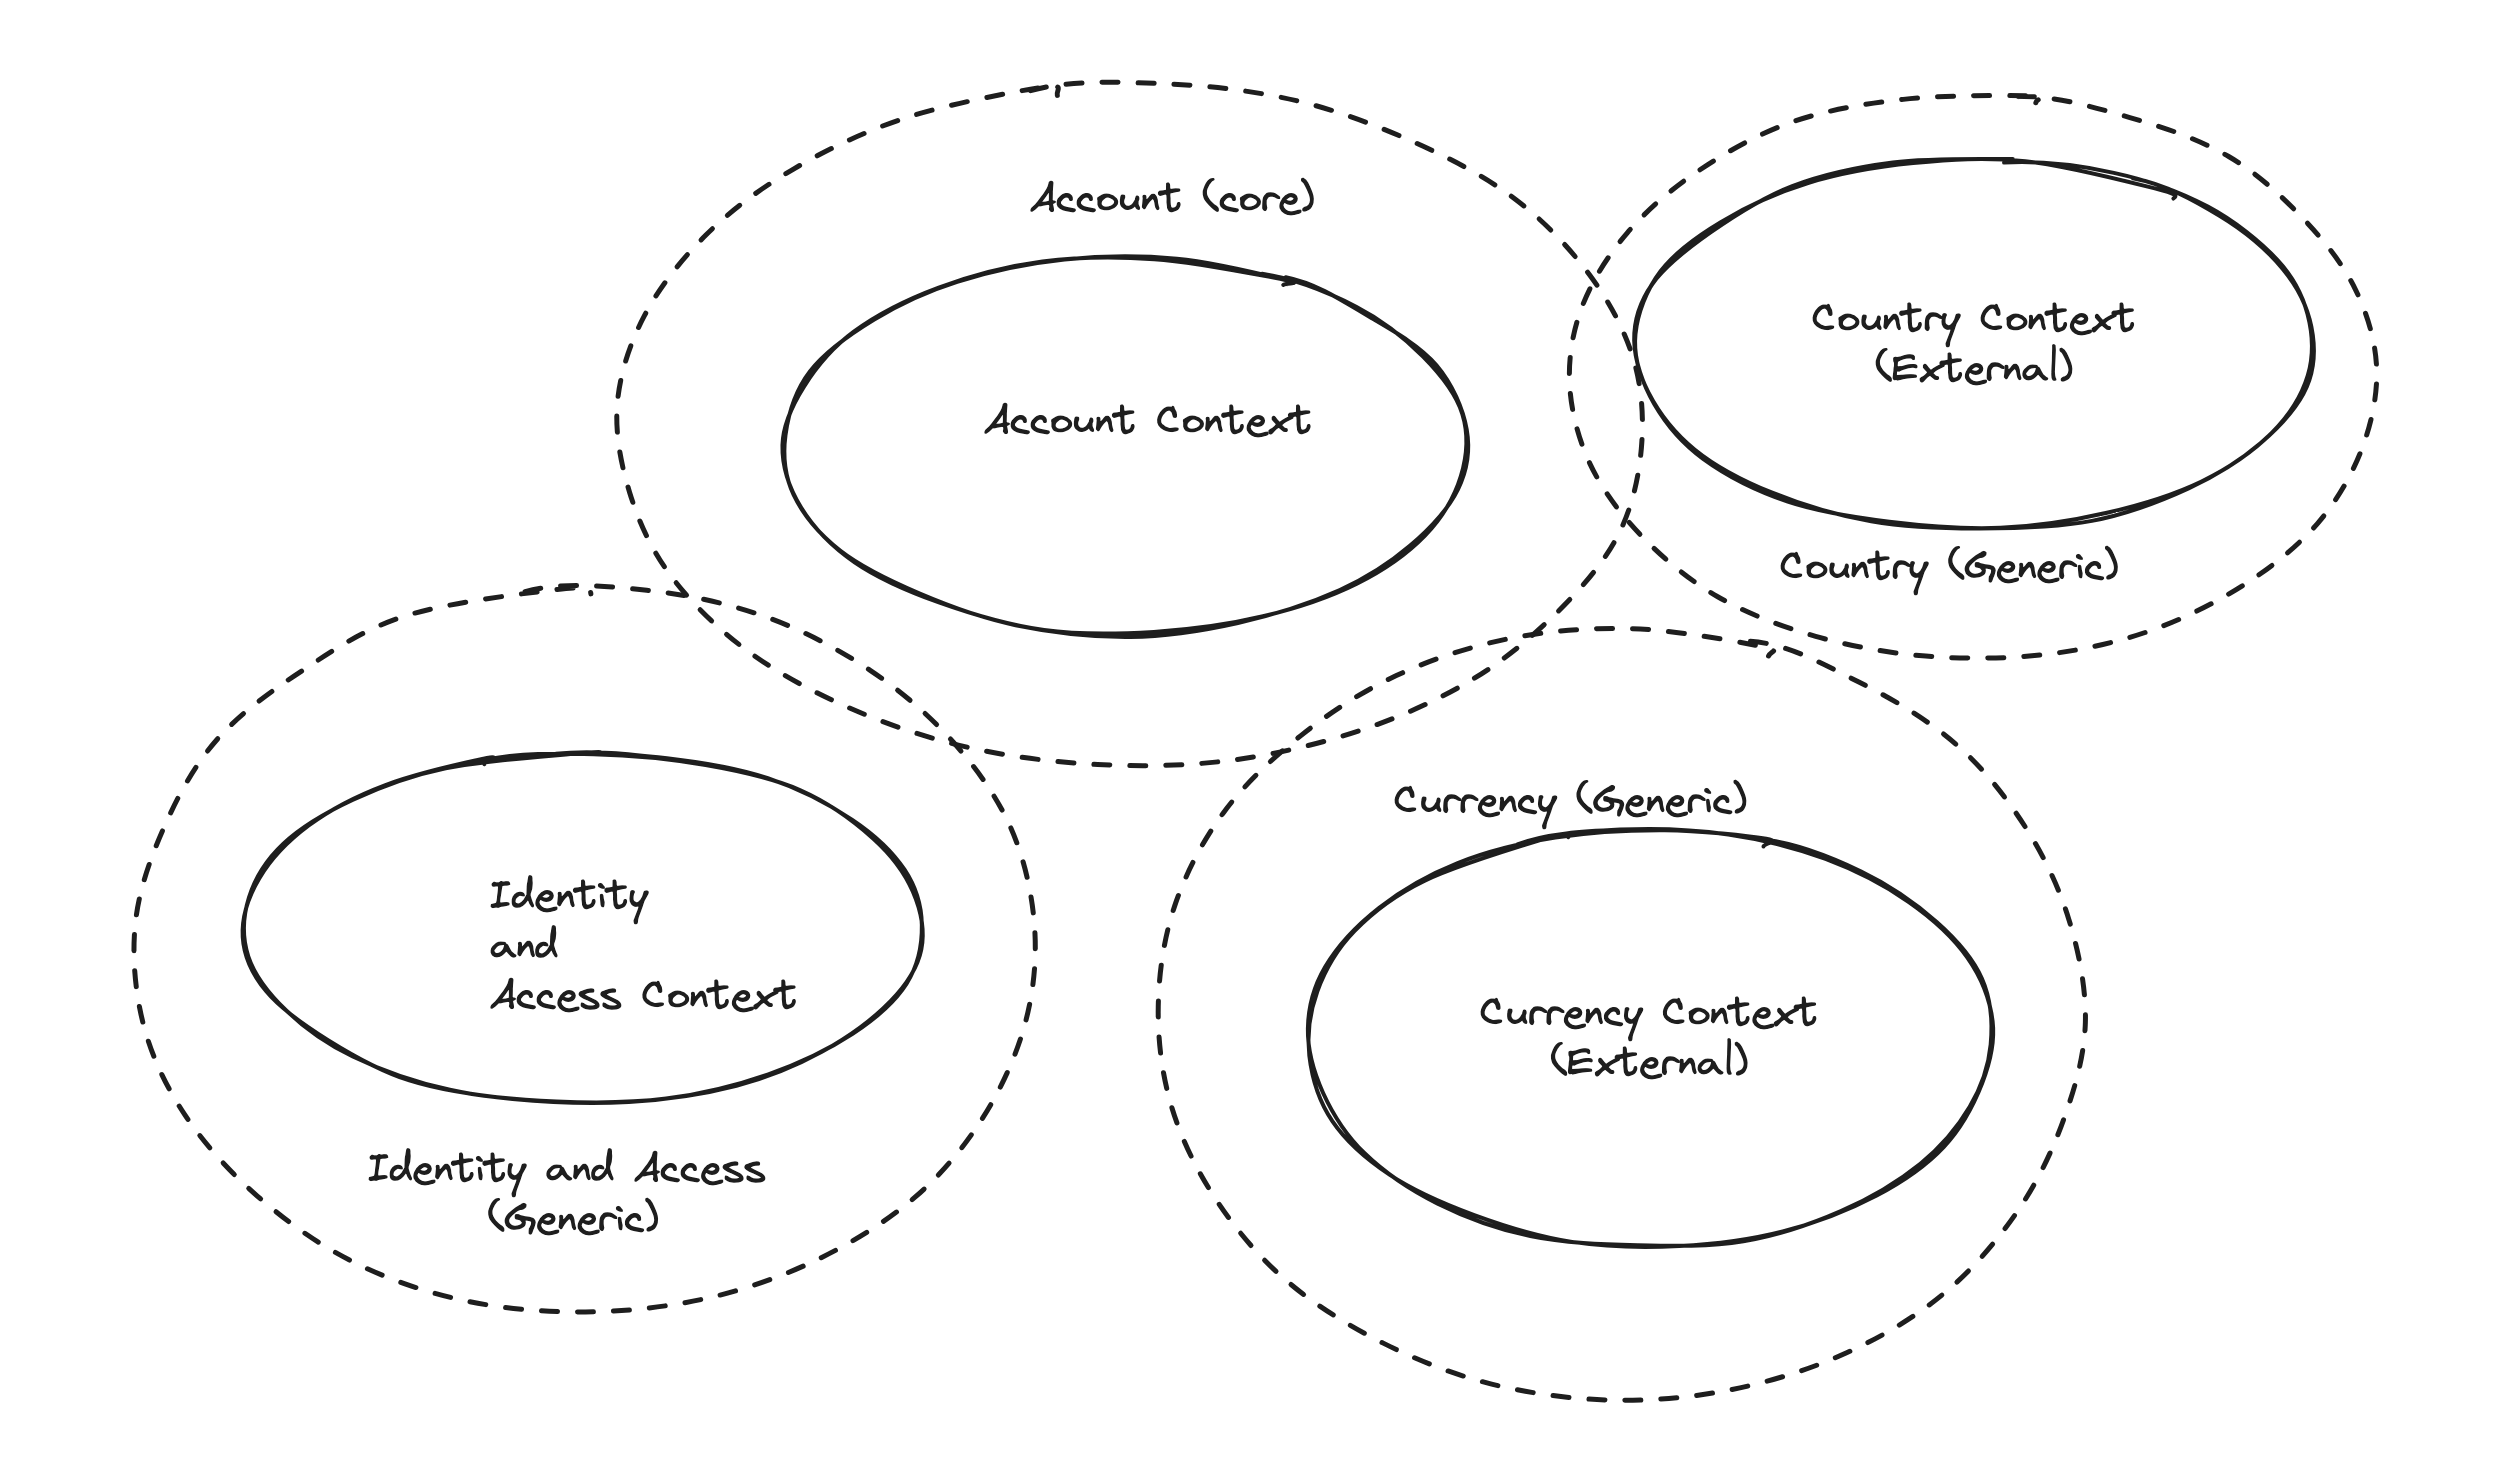 Account (Core)
Account Context
Country Context
(External)
Country (Generic)
Identity
and
Access Context
Identity and Access
(Generic)
Currency (Generic)
Currency Context
(External)